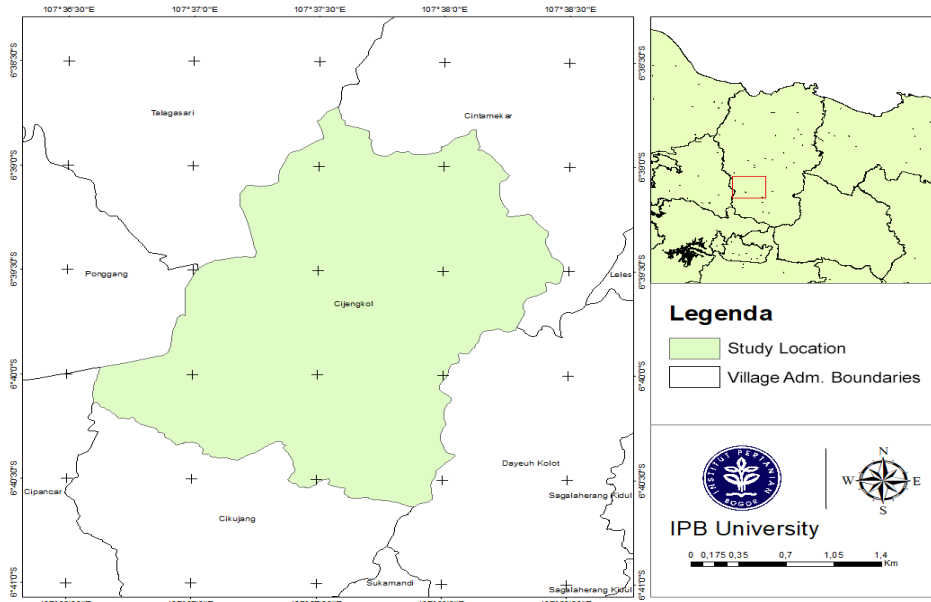 107°36'30"E 107°37'0"E 107°37'30"E 107°38'0"E 107°38'30"E
6°38'30"S
6°39'0"S
6°39'30"S
6°40'0"S
6°40'30"S
6°41'0"S
Talagasari
Cintamekar
Ponggang
Leles
Cijengkol
Dayeuh Kolot
Cipancar
Sagalaherang Kidul
Cikujang
Sukamandi
Sagalaherang Kidul
6°38'30"S
6°39'0"S
6°39'30"S
6°40'0"S
6°40'30"S
6°41'0"S
Legenda
Study Location
Village Adm. Boundaries
INSTITUT PERTANIAN
BOGOR
N
W E
S
IPB University
0 0,175 0,35 0,7 1,05 1,4
Km